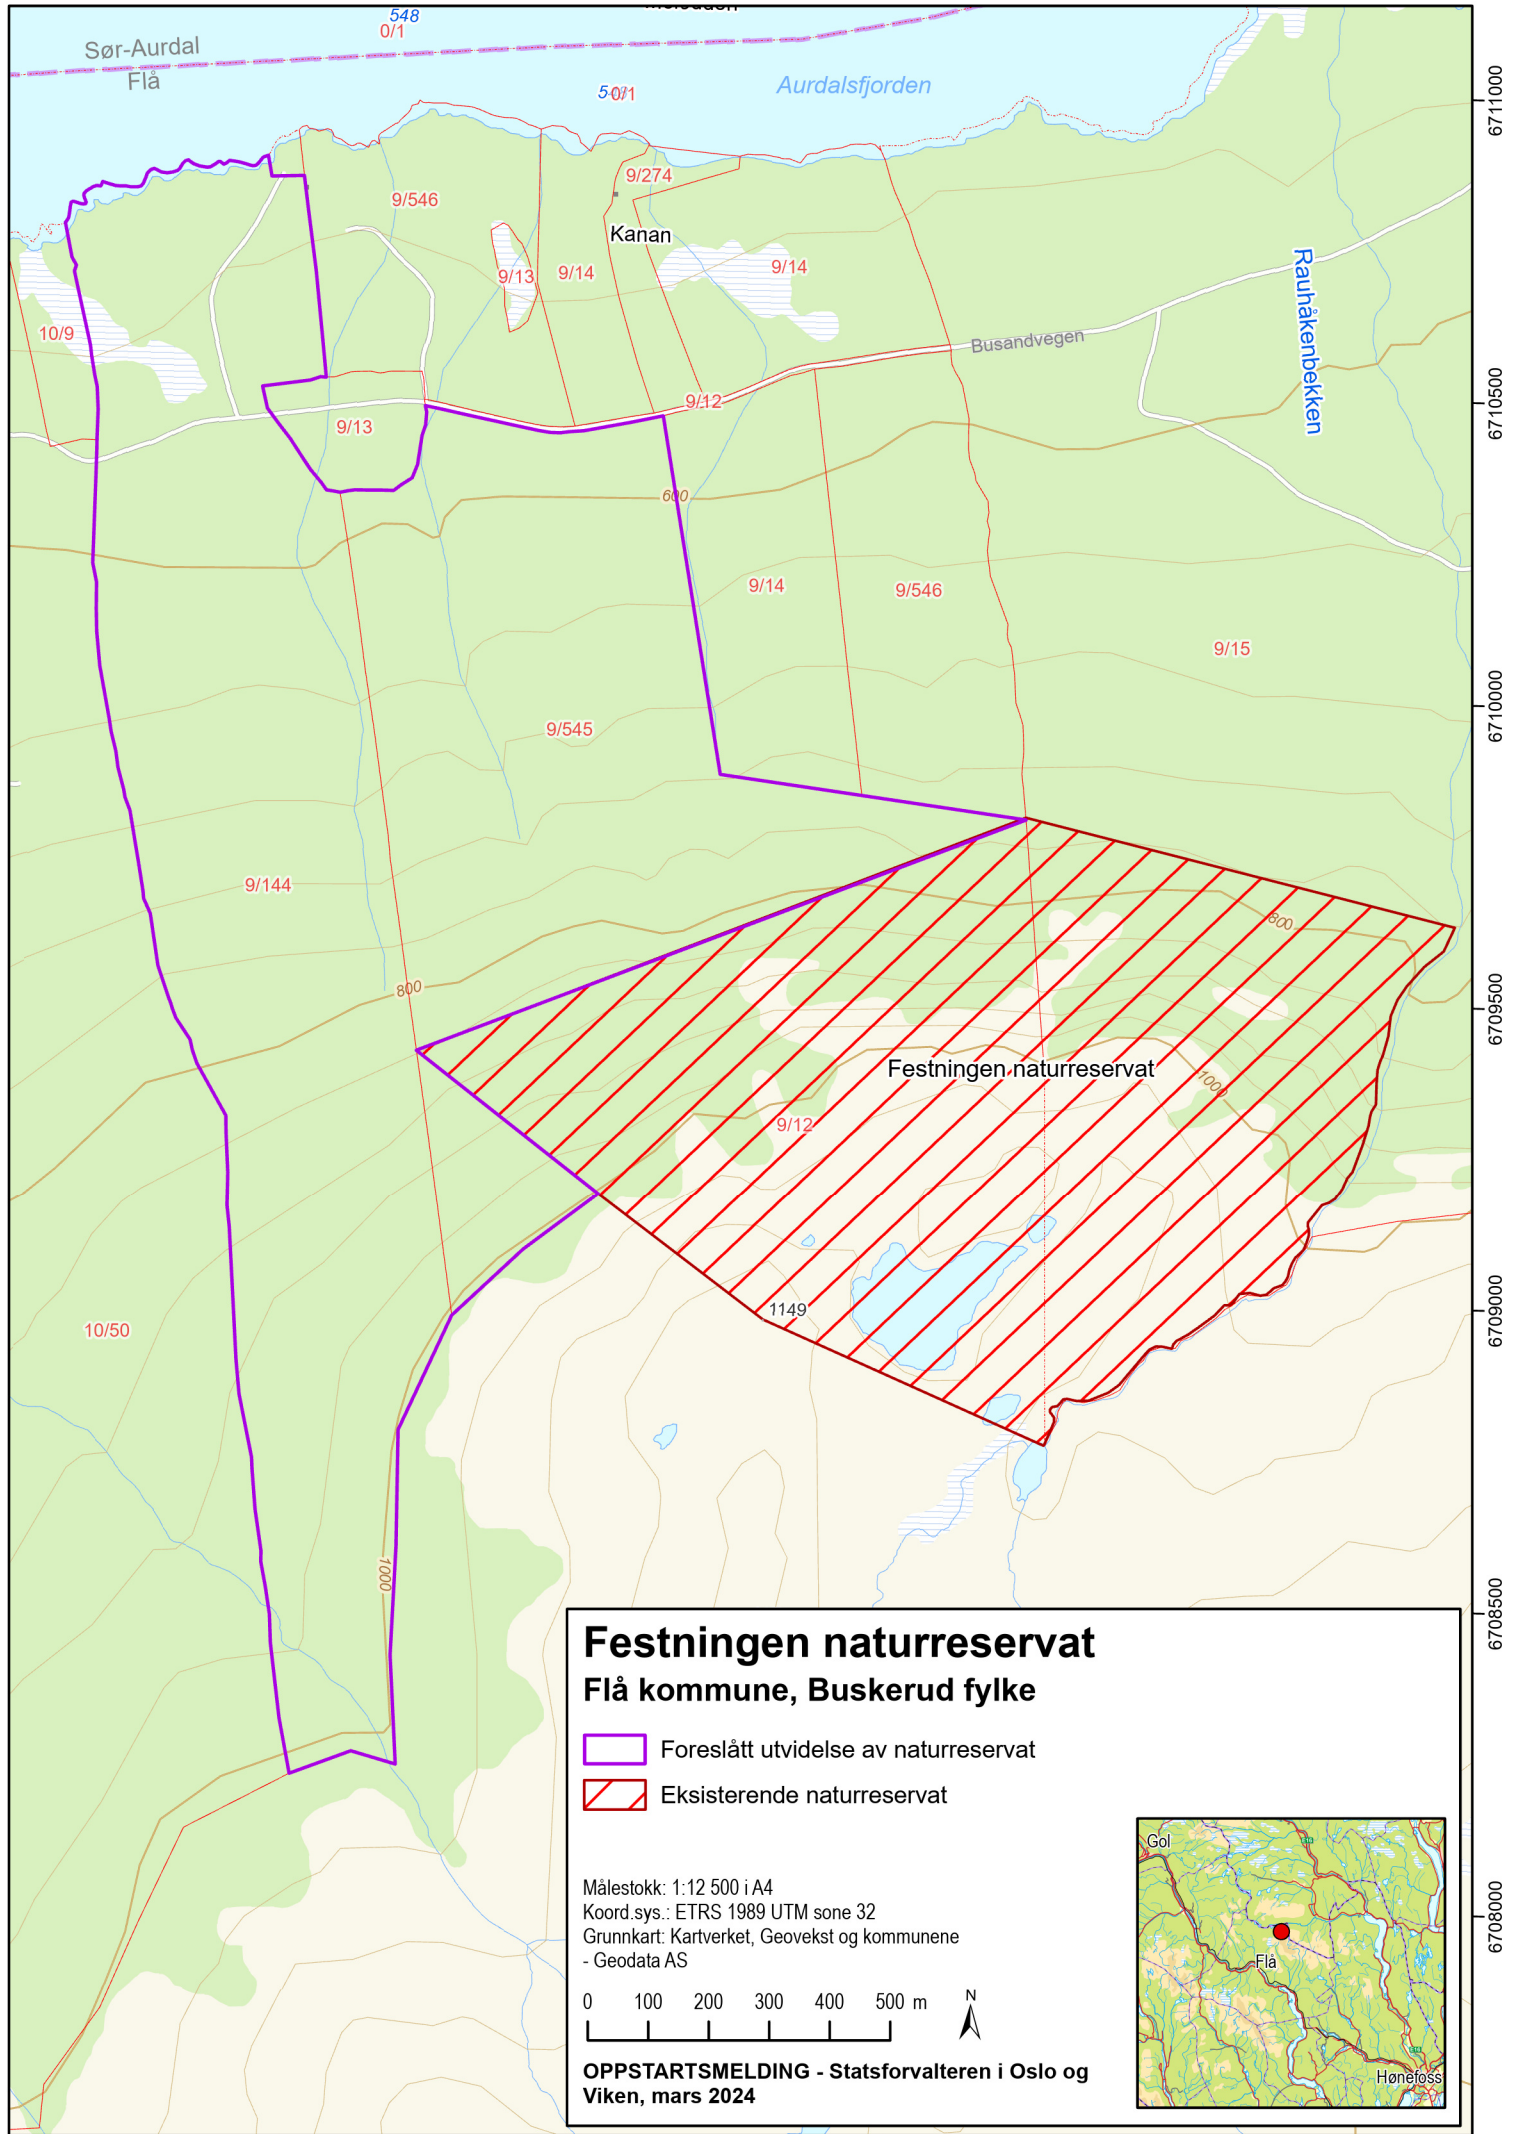 548
0/1
Sør-Aurdal
Flå
0/1
Aurdalsfjorden
6711000
9/546
9/274
Kanan
9/13
9/14
9/14
Rauhåkenbekken
10/9
Busandvegen
9/12
6710500
9/13
600
9/14
9/546
9/15
9/545
6710000
9/144
800
800
6709500
Festningen naturreservat
1000
9/12
1149
6709000
10/50
1000
6708500
Festningen naturreservat
Flå kommune, Buskerud fylke
Foreslått utvidelse av naturreservat
Eksisterende naturreservat
Målestokk: 1:12 500 i A4
Koord.sys.: ETRS 1989 UTM sone 32
Grunnkart: Kartverket, Geovekst og kommunene
- Geodata AS
0 100 200 300 400 500 m
N
OPPSTARTSMELDING - Statsforvalteren i Oslo og
Viken, mars 2024
Gol
Flå
Hønefoss
6708000